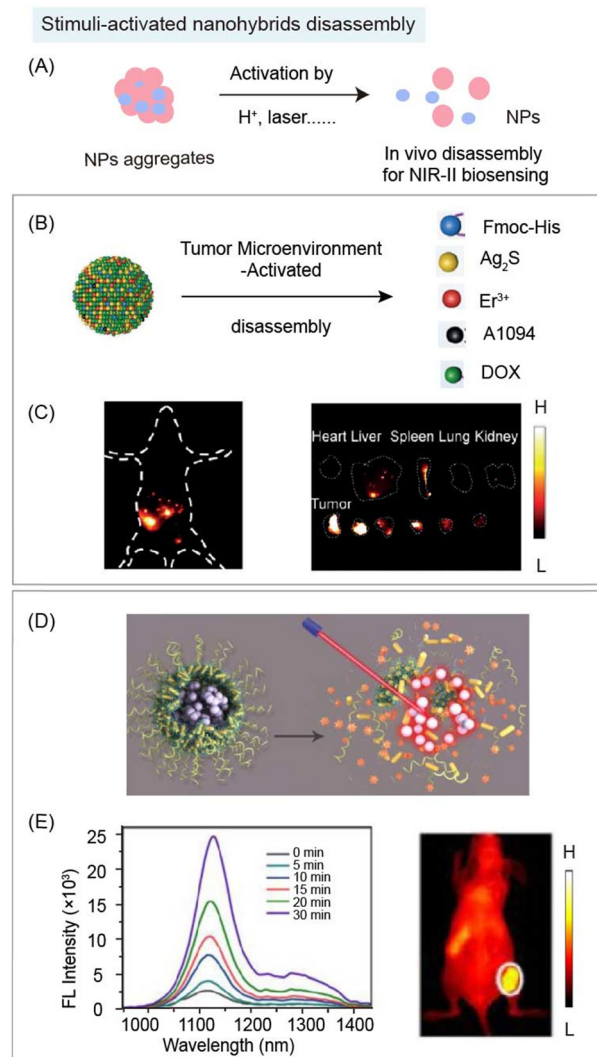 Stimuli-activated nanohybrids disassembly
(A)
Activation by
H⁺, laser......
NPs aggregates
NPs
In vivo disassembly
for NIR-II biosensing
(B)
Tumor Microenvironment
-Activated
disassembly
Fmoc-His
Ag₂S
Er³⁺
A1094
DOX
(C)
Heart Liver Spleen Lung Kidney
Tumor
H
L
(D)
(E)
FL Intensity (×10³)
25
20
15
10
5
0
0 min
5 min
10 min
15 min
20 min
30 min
1000 1100 1200 1300 1400
Wavelength (nm)
H
L